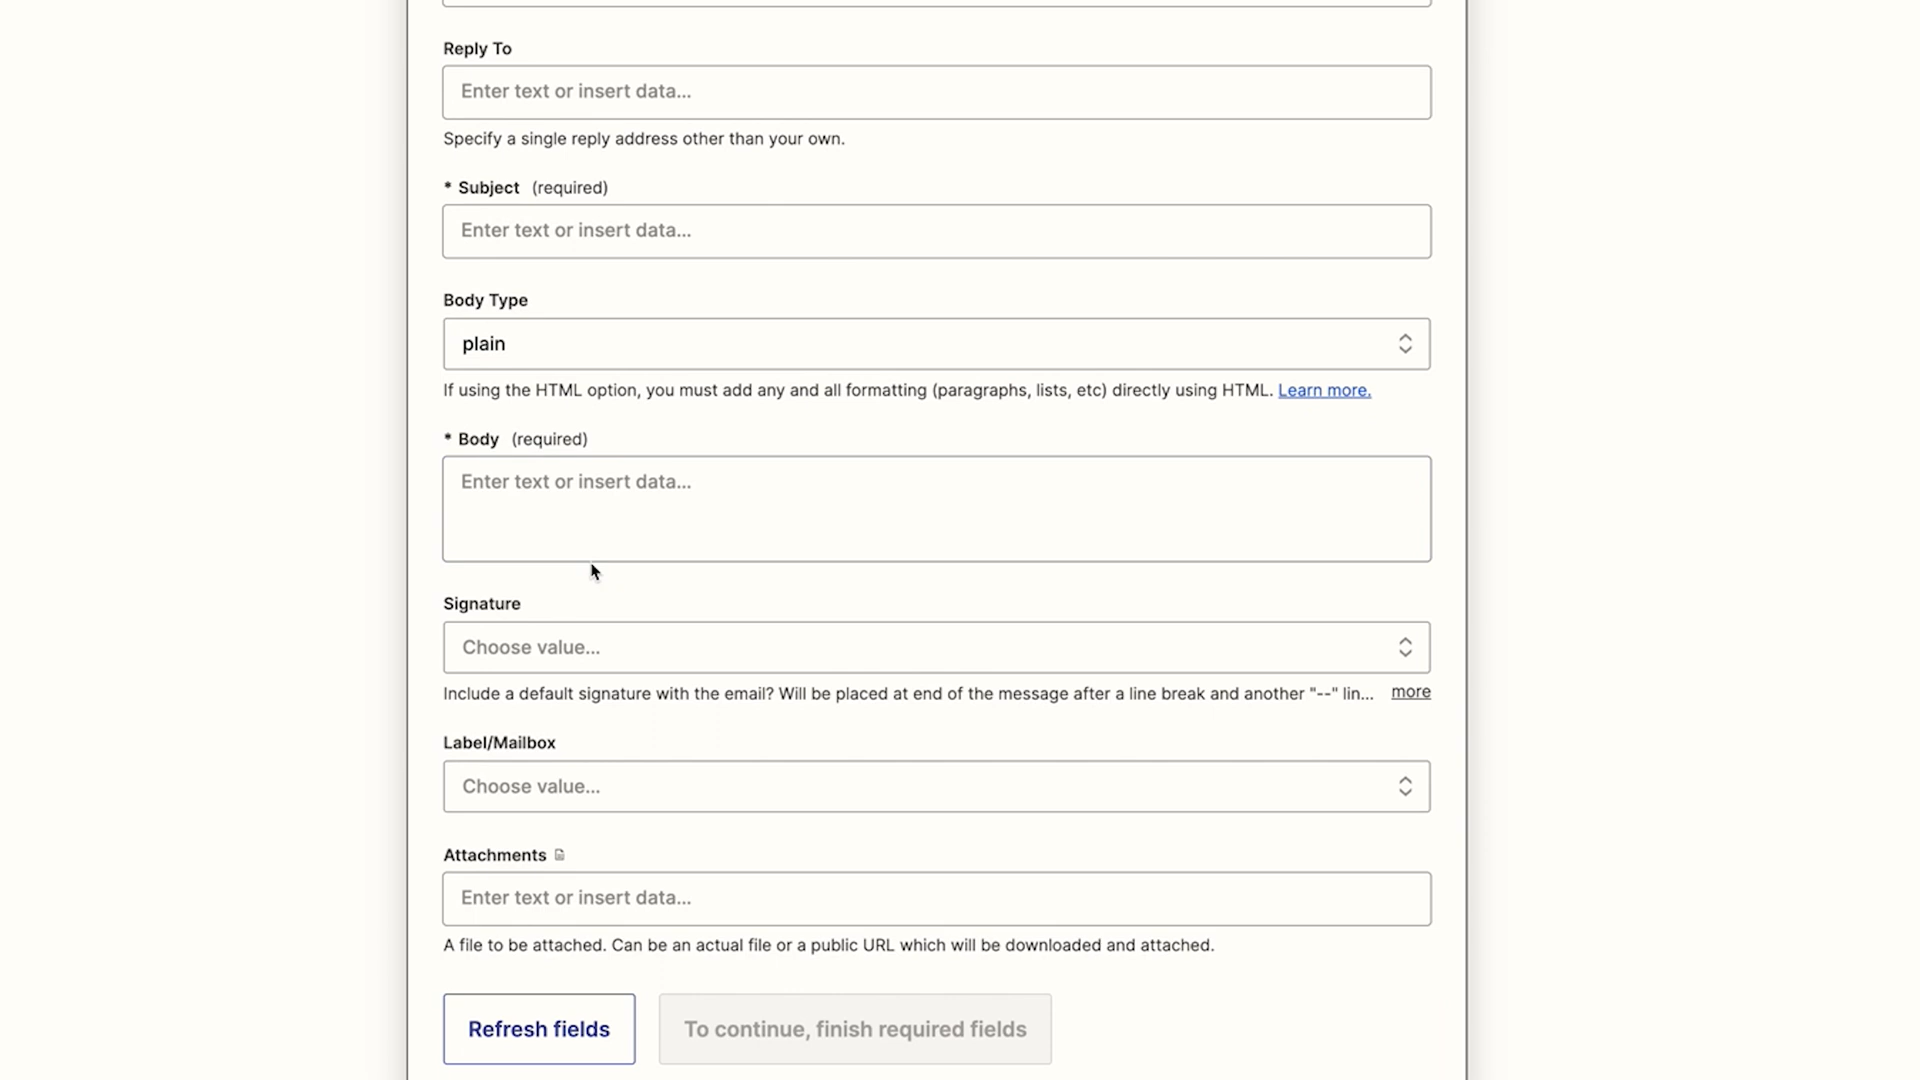 Reply To
Enter text or insert data...
Specify a single reply address other than your own.
* Subject (required)
Enter text or insert data...
Body Type
plain
If using the HTML option, you must add any and all formatting (paragraphs, lists, etc) directly using HTML. Learn more.
* Body (required)
Enter text or insert data...
Signature
Choose value...
Include a default signature with the email? Will be placed at end of the message after a line break and another "--" lin... more
Label/Mailbox
Choose value...
Attachments
Enter text or insert data...
A file to be attached. Can be an actual file or a public URL which will be downloaded and attached.
Refresh fields To continue, finish required fields